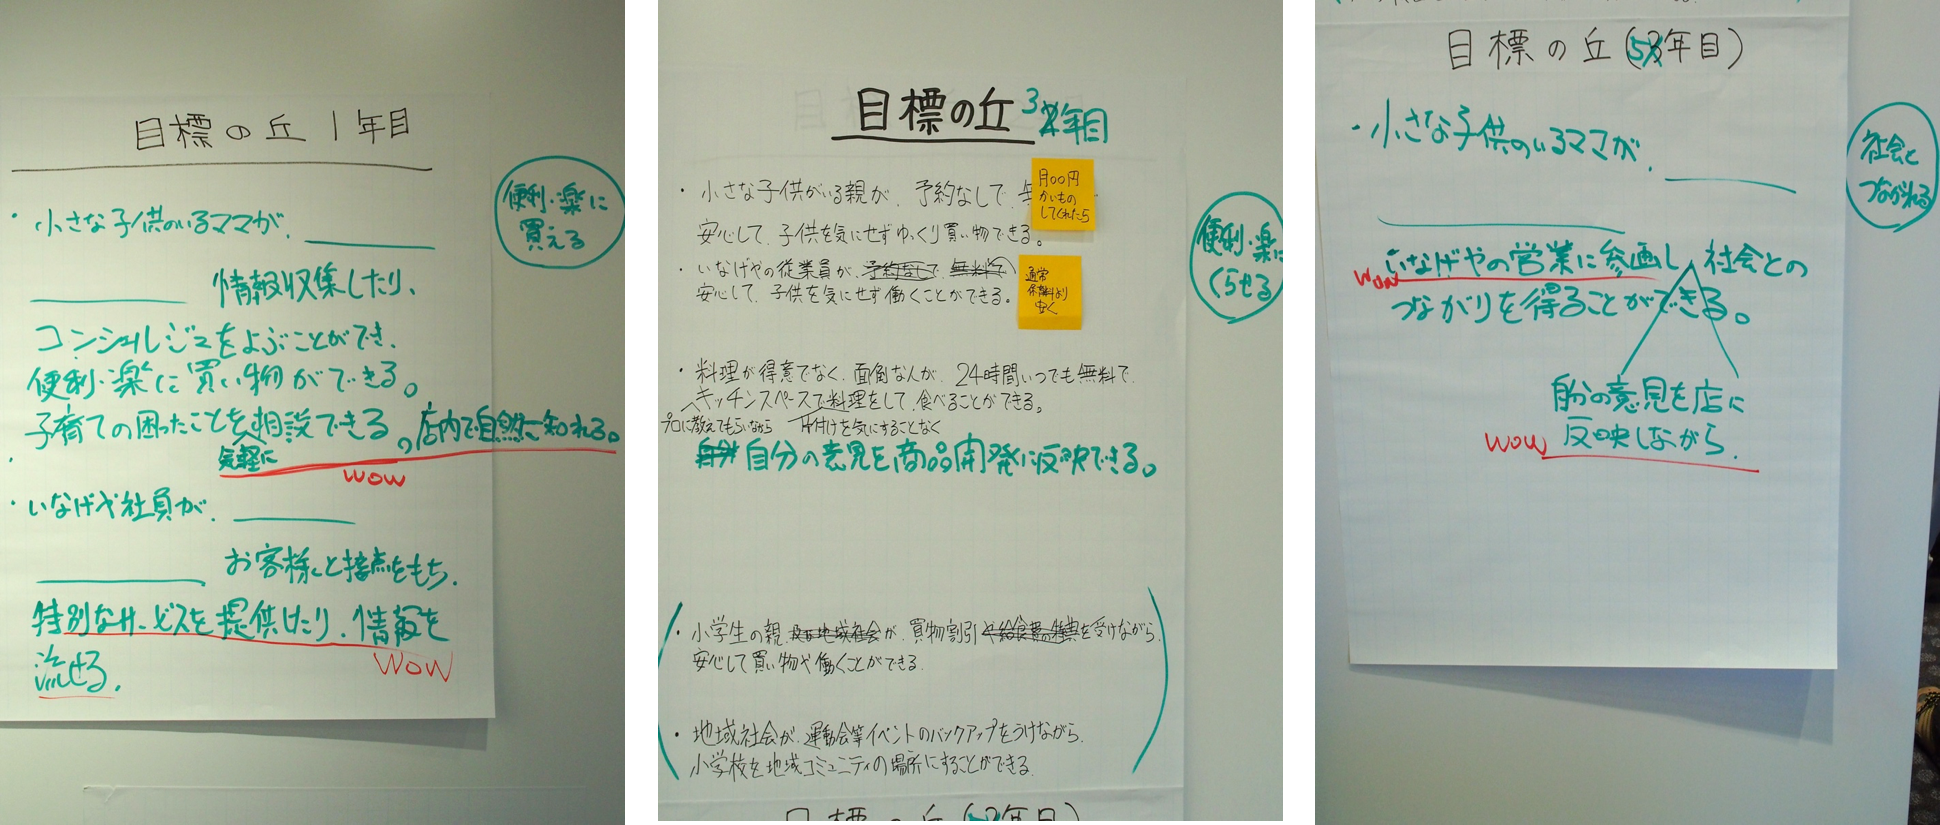 目標の丘 1年目
便利・楽に
買える
・小さな子供のいるママが、
情報収集したり、
コンシェルジュをよぶことができ、
便利・楽に買い物ができる。
子育ての困ったことを相談できる。店内で自然に知れる。
気軽に
WOW
・いなげや社員が、
お客様と接点をもち、
特別なサービスを提供したり、情報を
流せる。
WOW
目標の丘 3年目
便利・楽に
くらせる
・小さな子供がいる親が、予約なしで、無
月〇〇円
かいもの
してくれたら
安心して、子供を気にせずゆっくり買い物できる。
・いなげやの従業員が、予約なしで、無料で、
安心して、子供を気にせず働くことができる。
通常
保育料より
安く
・料理が得意でなく、面倒な人が、24時間いつでも無料で、
キッチンスペースで料理をして、食べることができる。
プロに教えてもらいながら 片付けを気にすることなく
自分 自分の意見を商品開発に反映できる。
・小学生の親、及び地域社会が、買物割引や給食費の補填を受けながら、
安心して買い物や働くことができる。
・地域社会が、運動会等イベントのバックアップをうけながら、
小学校を地域コミュニティの場所にすることができる。
目標の丘(5年目)
目標の丘(5年目)
社会と
つながれる
・小さな子供のいるママが、
いなげやの営業に参画し、社会との
WOW
つながりを得ることができる。
自分の意見を店に
反映しながら、
WOW